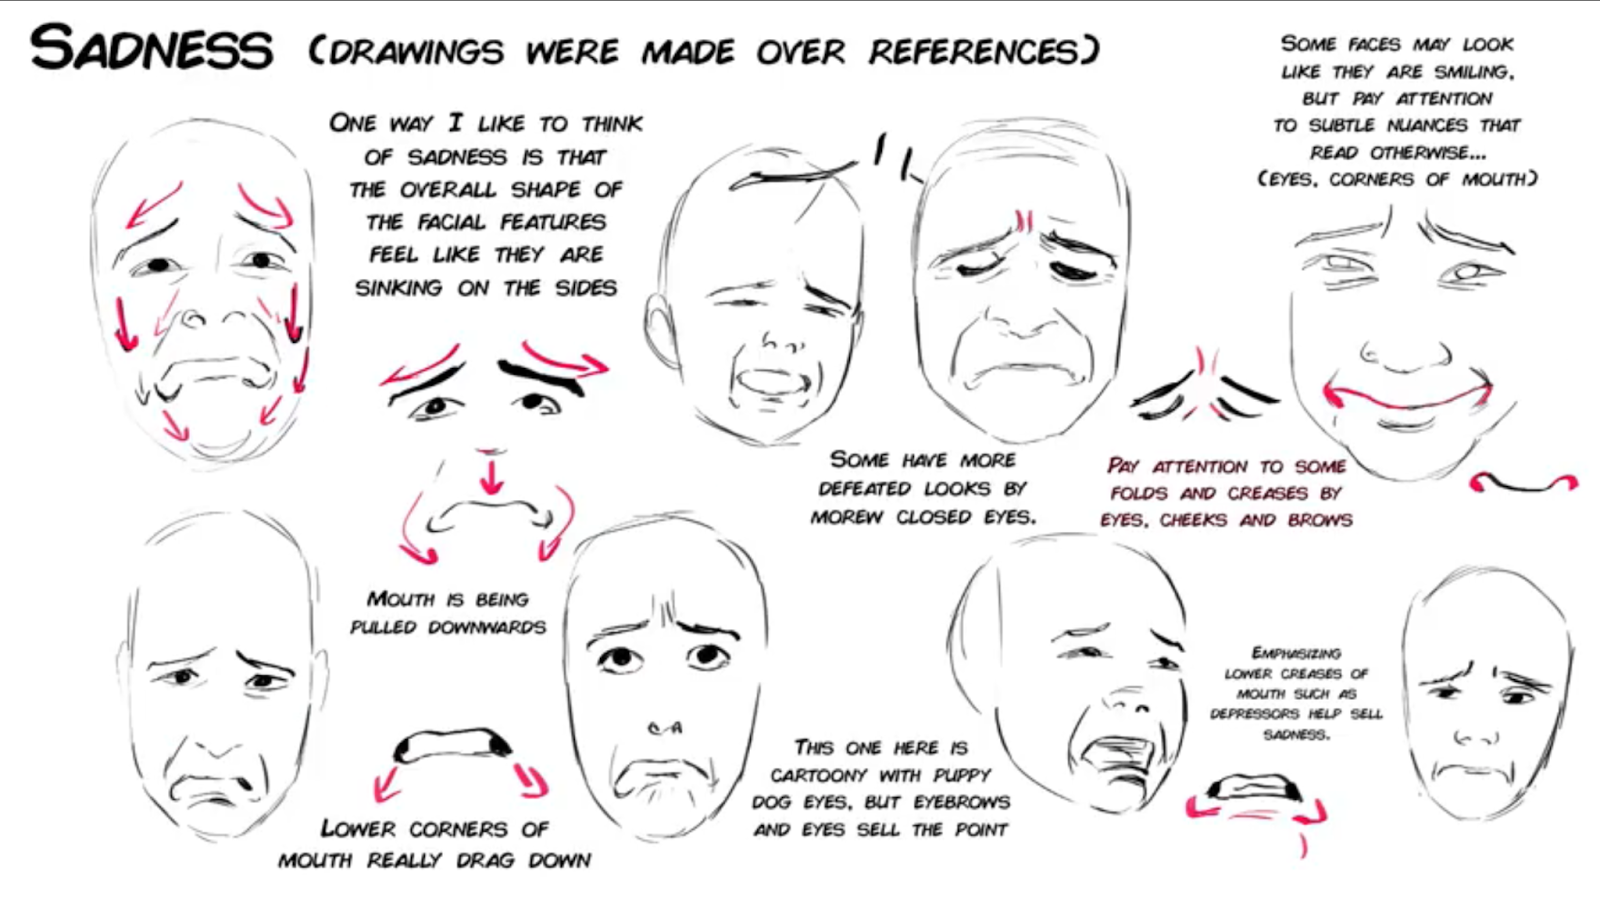 SADNESS (DRAWINGS WERE MADE OVER REFERENCES)
ONE WAY I LIKE TO THINK
OF SADNESS IS THAT
THE OVERALL SHAPE OF
THE FACIAL FEATURES
FEEL LIKE THEY ARE
SINKING ON THE SIDES
SOME FACES MAY LOOK
LIKE THEY ARE SMILING,
BUT PAY ATTENTION
TO SUBTLE NUANCES THAT
READ OTHERWISE...
(EYES, CORNERS OF MOUTH)
SOME HAVE MORE
DEFEATED LOOKS BY
MOREW CLOSED EYES.
PAY ATTENTION TO SOME
FOLDS AND CREASES BY
EYES, CHEEKS AND BROWS
MOUTH IS BEING
PULLED DOWNWARDS
LOWER CORNERS OF
MOUTH REALLY DRAG DOWN
THIS ONE HERE IS
CARTOONY WITH PUPPY
DOG EYES, BUT EYEBROWS
AND EYES SELL THE POINT
EMPHASIZING
LOWER CREASES OF
MOUTH SUCH AS
DEPRESSORS HELP SELL
SADNESS.